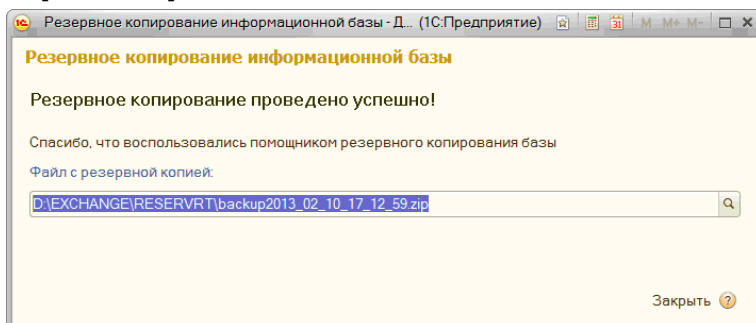 Резервное копирование информационной базы - Д... (1С:Предприятие) M M+ M-
Резервное копирование информационной базы
Резервное копирование проведено успешно!
Спасибо, что воспользовались помощником резервного копирования базы
Файл с резервной копией:
D:\EXCHANGE\RESERVRT\backup2013_02_10_17_12_59.zip
Закрыть ?